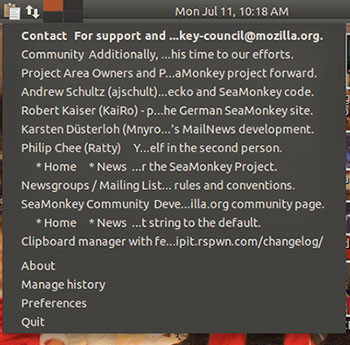 Mon Jul 11, 10:18 AM
Contact For support and ...key-council@mozilla.org.
Community Additionally, ...his time to our efforts.
Project Area Owners and P...aMonkey project forward.
Andrew Schultz (ajschult)...ecko and SeaMonkey code.
Robert Kaiser (KaiRo) - p...he German SeaMonkey site.
Karsten Düsterloh (Mnyro...'s MailNews development.
Philip Chee (Ratty) Y...elf in the second person.
* Home * News ...r the SeaMonkey Project.
Newsgroups / Mailing List... rules and conventions.
SeaMonkey Community Deve...illa.org community page.
* Home * News ...t string to the default.
Clipboard manager with fe...ipit.rspwn.com/changelog/
About
Manage history
Preferences
Quit